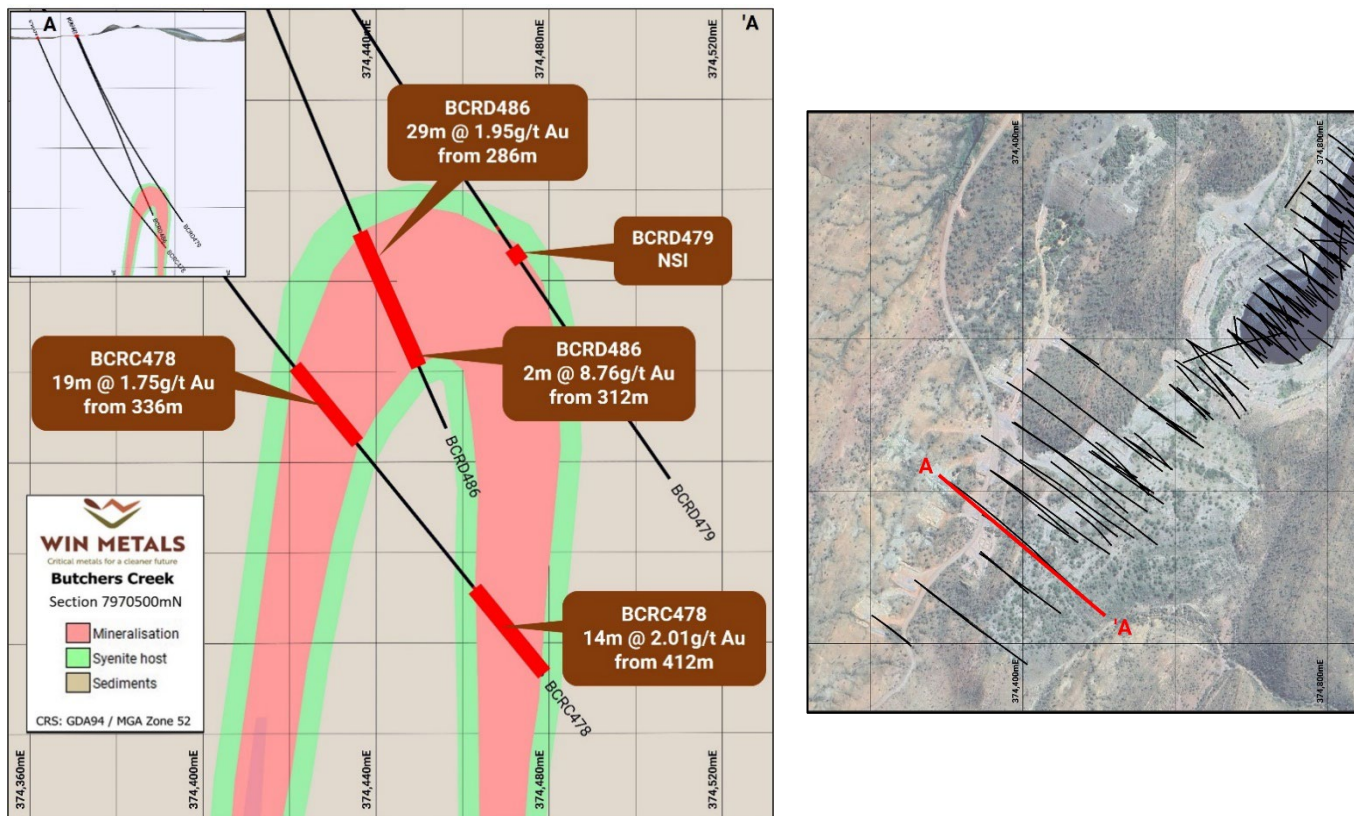 A
'A
374,440mE
374,480mE
374,520mE
BCRD486
BCRD479
BCRC478
BCRD486
29m @ 1.95g/t Au
from 286m
BCRD479
NSI
BCRC478
19m @ 1.75g/t Au
from 336m
BCRD486
2m @ 8.76g/t Au
from 312m
BCRD486
BCRD479
BCRC478
14m @ 2.01g/t Au
from 412m
BCRC478
WIN METALS
Critical metals for a cleaner future
Butchers Creek
Section 7970500mN
Mineralisation
Syenite host
Sediments
CRS: GDA94 / MGA Zone 52
374,360mE
374,400mE
374,440mE
374,480mE
374,520mE
374,400mE
374,800mE
A
'A
374,400mE
374,800mE